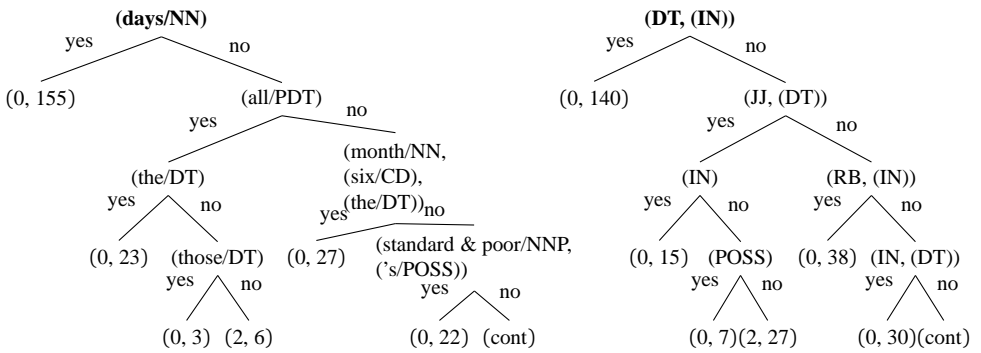 (days/NN)
yes
no
(0, 155)
(all/PDT)
yes
no
(the/DT)
(month/NN,
(six/CD),
(the/DT))
yes
no
yes
no
(0, 23)
(those/DT)
(0, 27)
(standard & poor/NNP,
('s/POSS))
yes
no
yes
no
(0, 3)
(2, 6)
(0, 22)
(cont)
(DT, (IN))
yes
no
(0, 140)
(JJ, (DT))
yes
no
(IN)
(RB, (IN))
yes
no
yes
no
(0, 15)
(POSS)
(0, 38)
(IN, (DT))
yes
no
yes
no
(0, 7)
(2, 27)
(0, 30)
(cont)